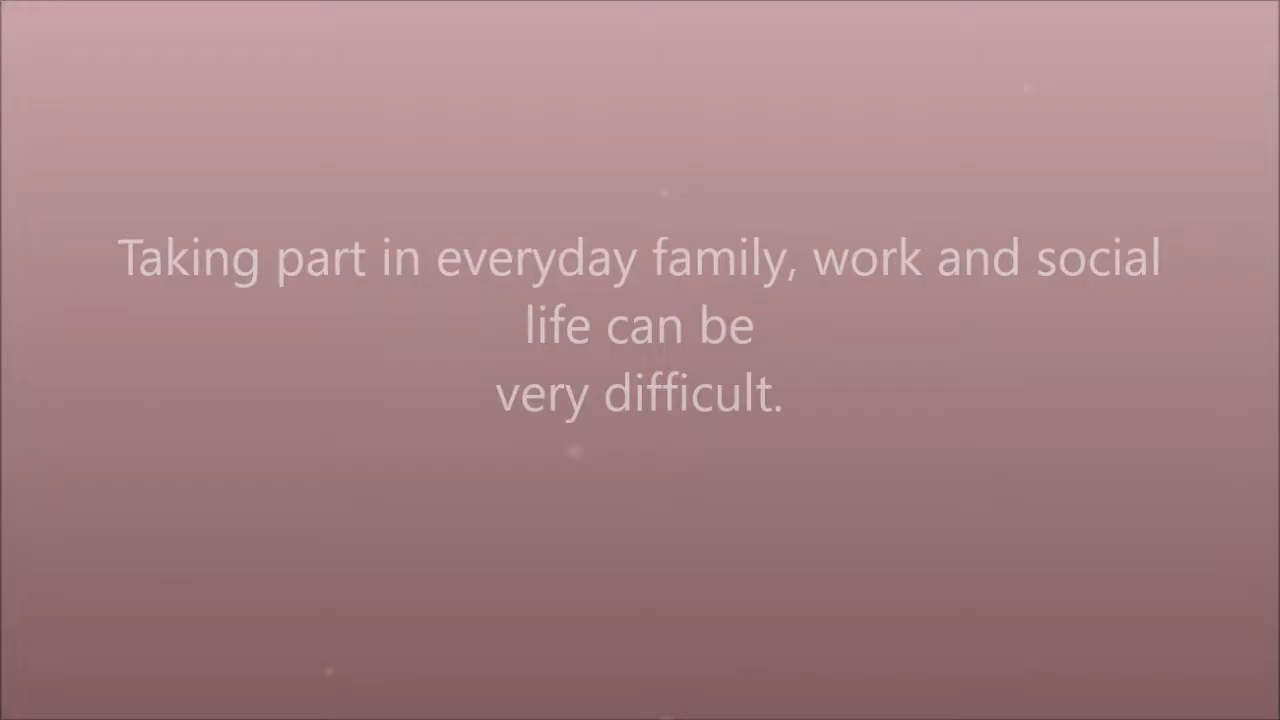 Taking part in everyday family, work and social
life can be
very difficult.